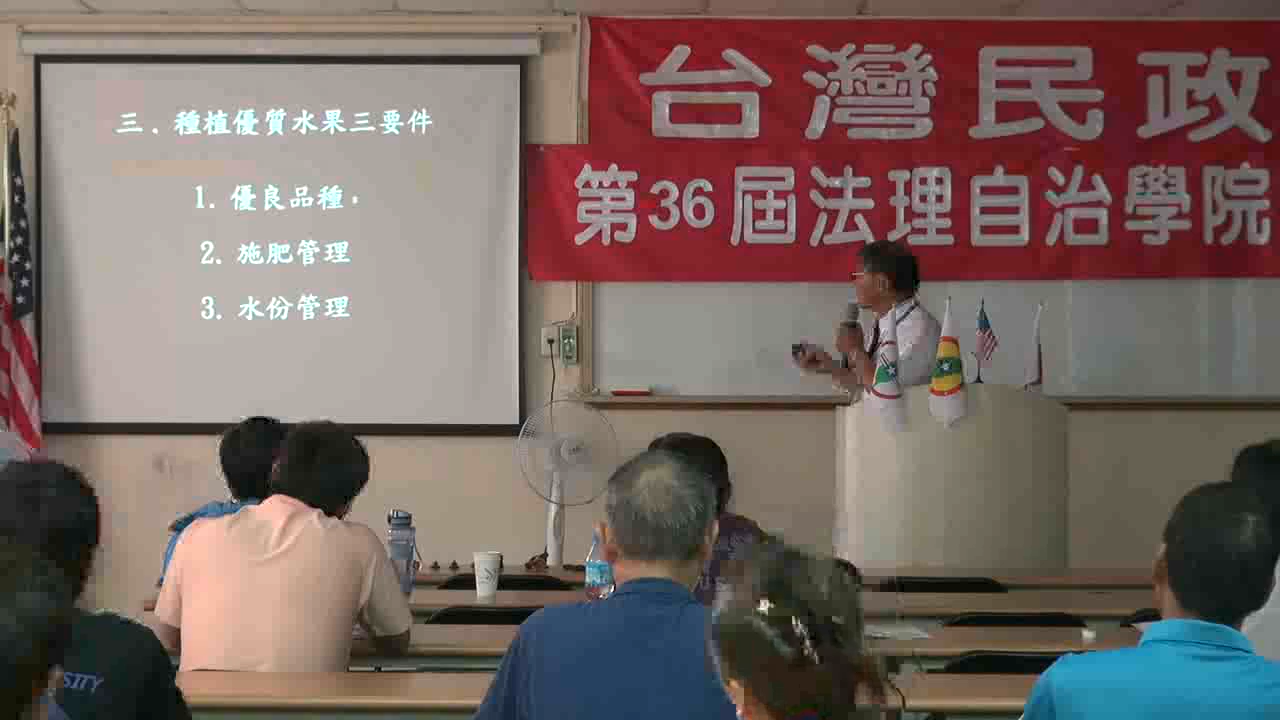 三. 種植優質水果三要件
1. 優良品種:
2. 施肥管理
3. 水份管理
台灣民政
第36屆法理自治學院
SITY